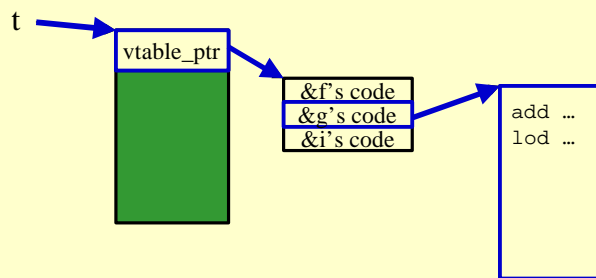 t
vtable_ptr
&f's code
&g's code
&i's code
add …
lod …